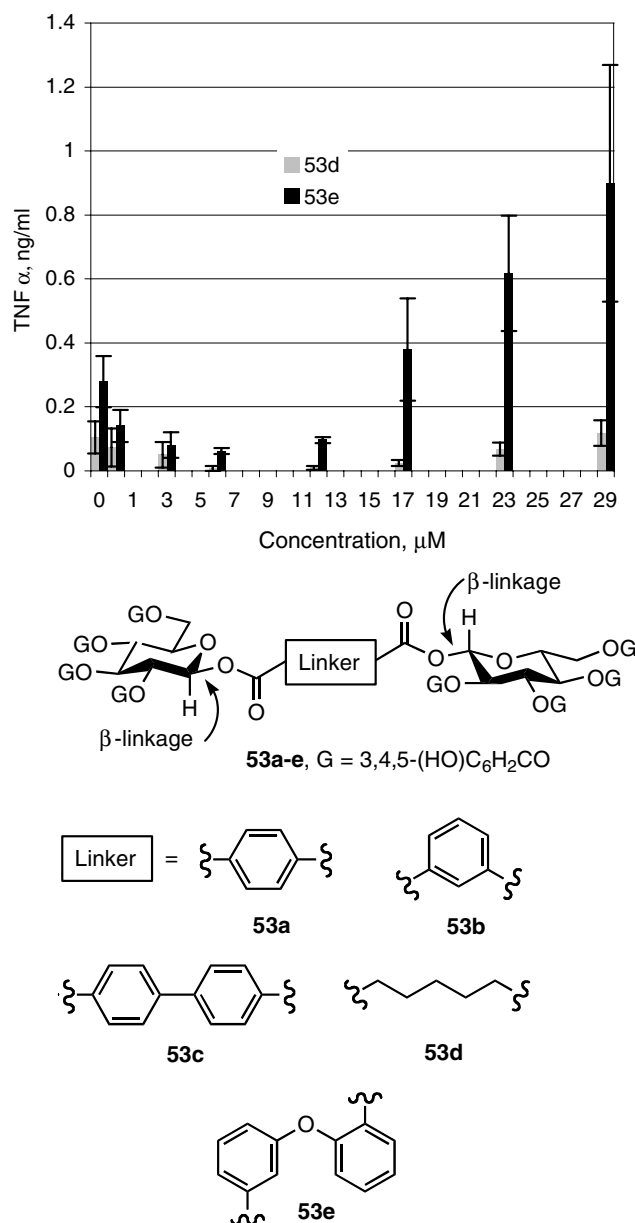 1.4
1.2
1
0.8
0.6
0.4
0.2
0
TNF α, ng/ml
53d
53e
0 1 3 5 7 9 11 13 15 17 19 21 23 25 27 29
Concentration, μM
β-linkage
GO
GO
GO
GO
O
O
H
O
Linker
O
O
H
O
OGO
GO
OG
OG
β-linkage
53a-e, G = 3,4,5-(HO)C6H2CO
Linker =
53a
53b
53c
53d
O
53e